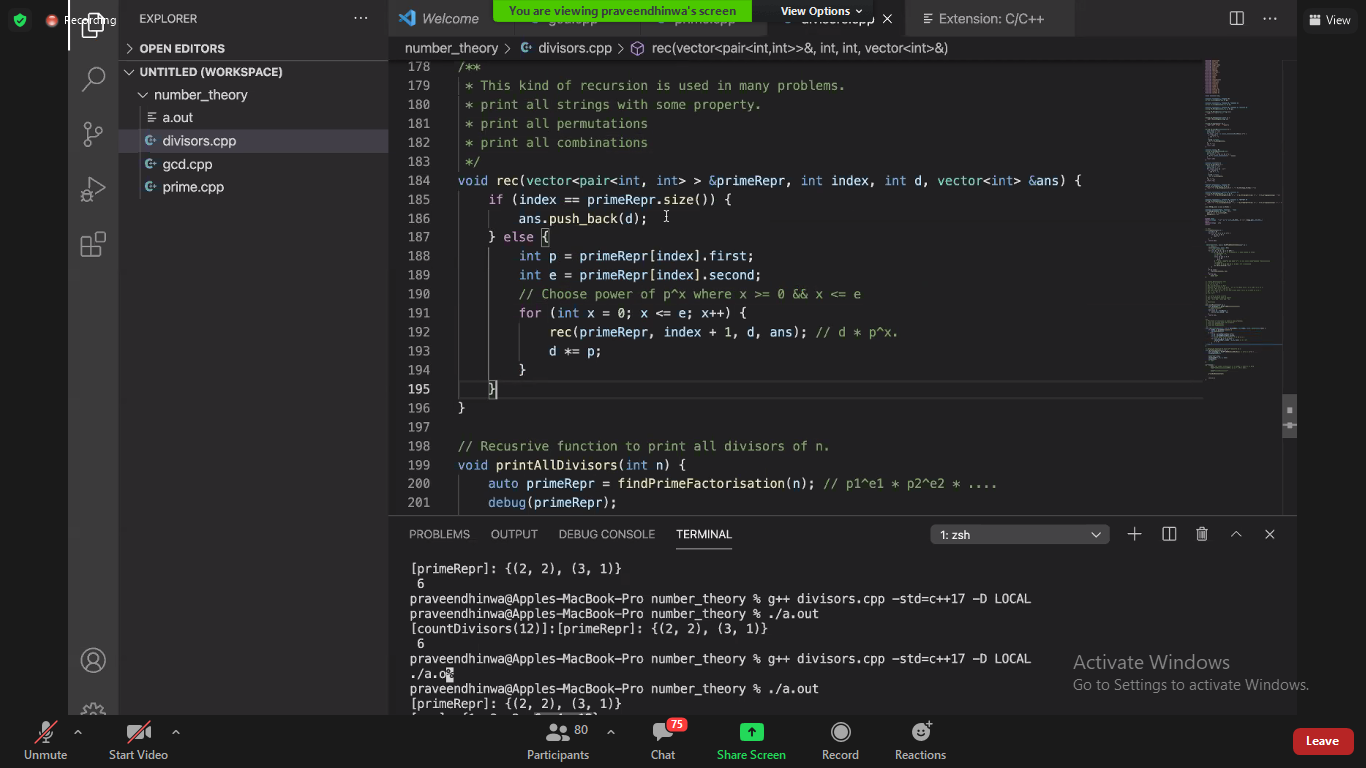 Recording
You are viewing praveendhinwa's screen
View Options
View
EXPLORER
OPEN EDITORS
UNTITLED (WORKSPACE)
number_theory
a.out
divisors.cpp
gcd.cpp
prime.cpp
Welcome
divisors.cpp
Extension: C/C++
number_theory > divisors.cpp > rec(vector<pair<int,int>>&, int, int, vector<int>&)
178 /**
179 * This kind of recursion is used in many problems.
180 * print all strings with some property.
181 * print all permutations
182 * print all combinations
183 */
184 void rec(vector<pair<int, int> > &primeRepr, int index, int d, vector<int> &ans) {
185 if (index == primeRepr.size()) {
186 ans.push_back(d);
187 } else {
188 int p = primeRepr[index].first;
189 int e = primeRepr[index].second;
190 // Choose power of p^x where x >= 0 && x <= e
191 for (int x = 0; x <= e; x++) {
192 rec(primeRepr, index + 1, d, ans); // d * p^x.
193 d *= p;
194 }
195 }
196 }
197
198 // Recusrive function to print all divisors of n.
199 void printAllDivisors(int n) {
200 auto primeRepr = findPrimeFactorisation(n); // p1^e1 * p2^e2 * ....
201 debug(primeRepr);
PROBLEMS OUTPUT DEBUG CONSOLE TERMINAL
1: zsh
[primeRepr]: {(2, 2), (3, 1)}
6
praveendhinwa@Apples-MacBook-Pro number_theory % g++ divisors.cpp -std=c++17 -D LOCAL
praveendhinwa@Apples-MacBook-Pro number_theory % ./a.out
[countDivisors(12)]:[primeRepr]: {(2, 2), (3, 1)}
6
praveendhinwa@Apples-MacBook-Pro number_theory % g++ divisors.cpp -std=c++17 -D LOCAL
./a.o%
praveendhinwa@Apples-MacBook-Pro number_theory % ./a.out
[primeRepr]: {(2, 2), (3, 1)}
Activate Windows
Go to Settings to activate Windows.
Unmute
Start Video
Participants
80
Chat
75
Share Screen
Record
Reactions
Leave